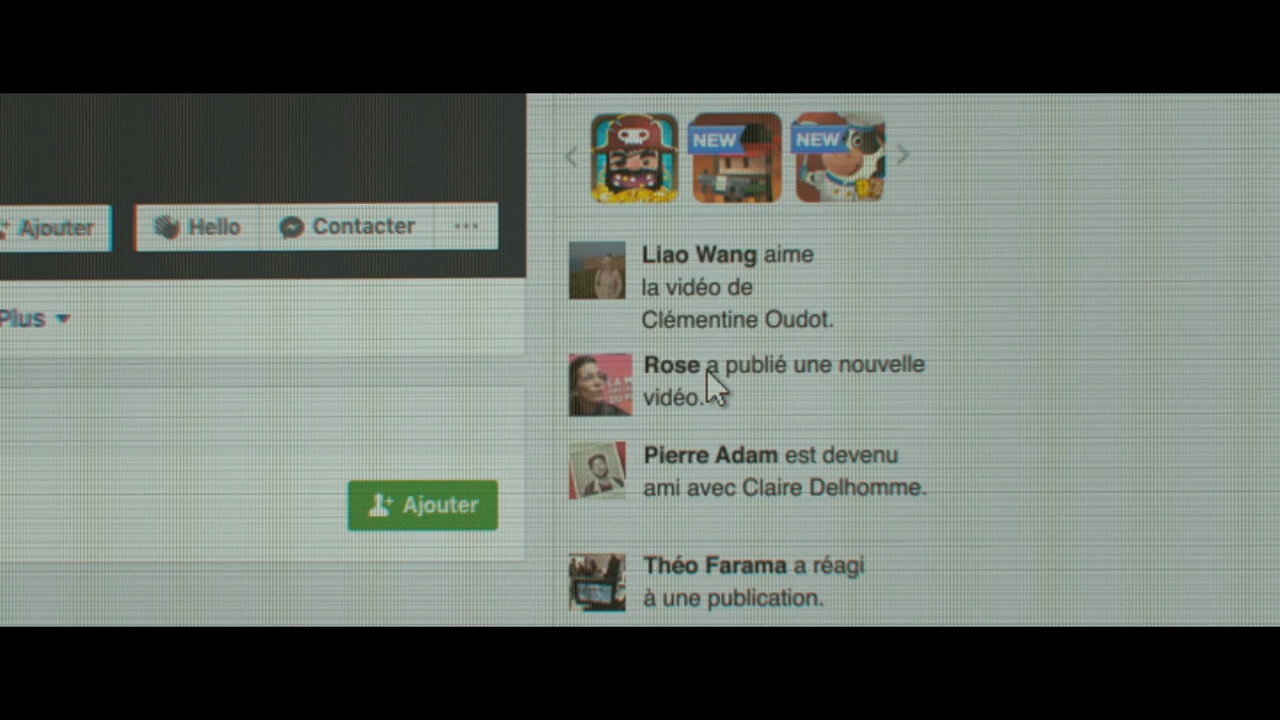 Ajouter
Hello
Contacter
...
Plus
Ajouter
NEW
NEW
Liao Wang aime
la vidéo de
Clémentine Oudot.
Rose a publié une nouvelle
vidéo.
Pierre Adam est devenu
ami avec Claire Delhomme.
Théo Farama a réagi
à une publication.